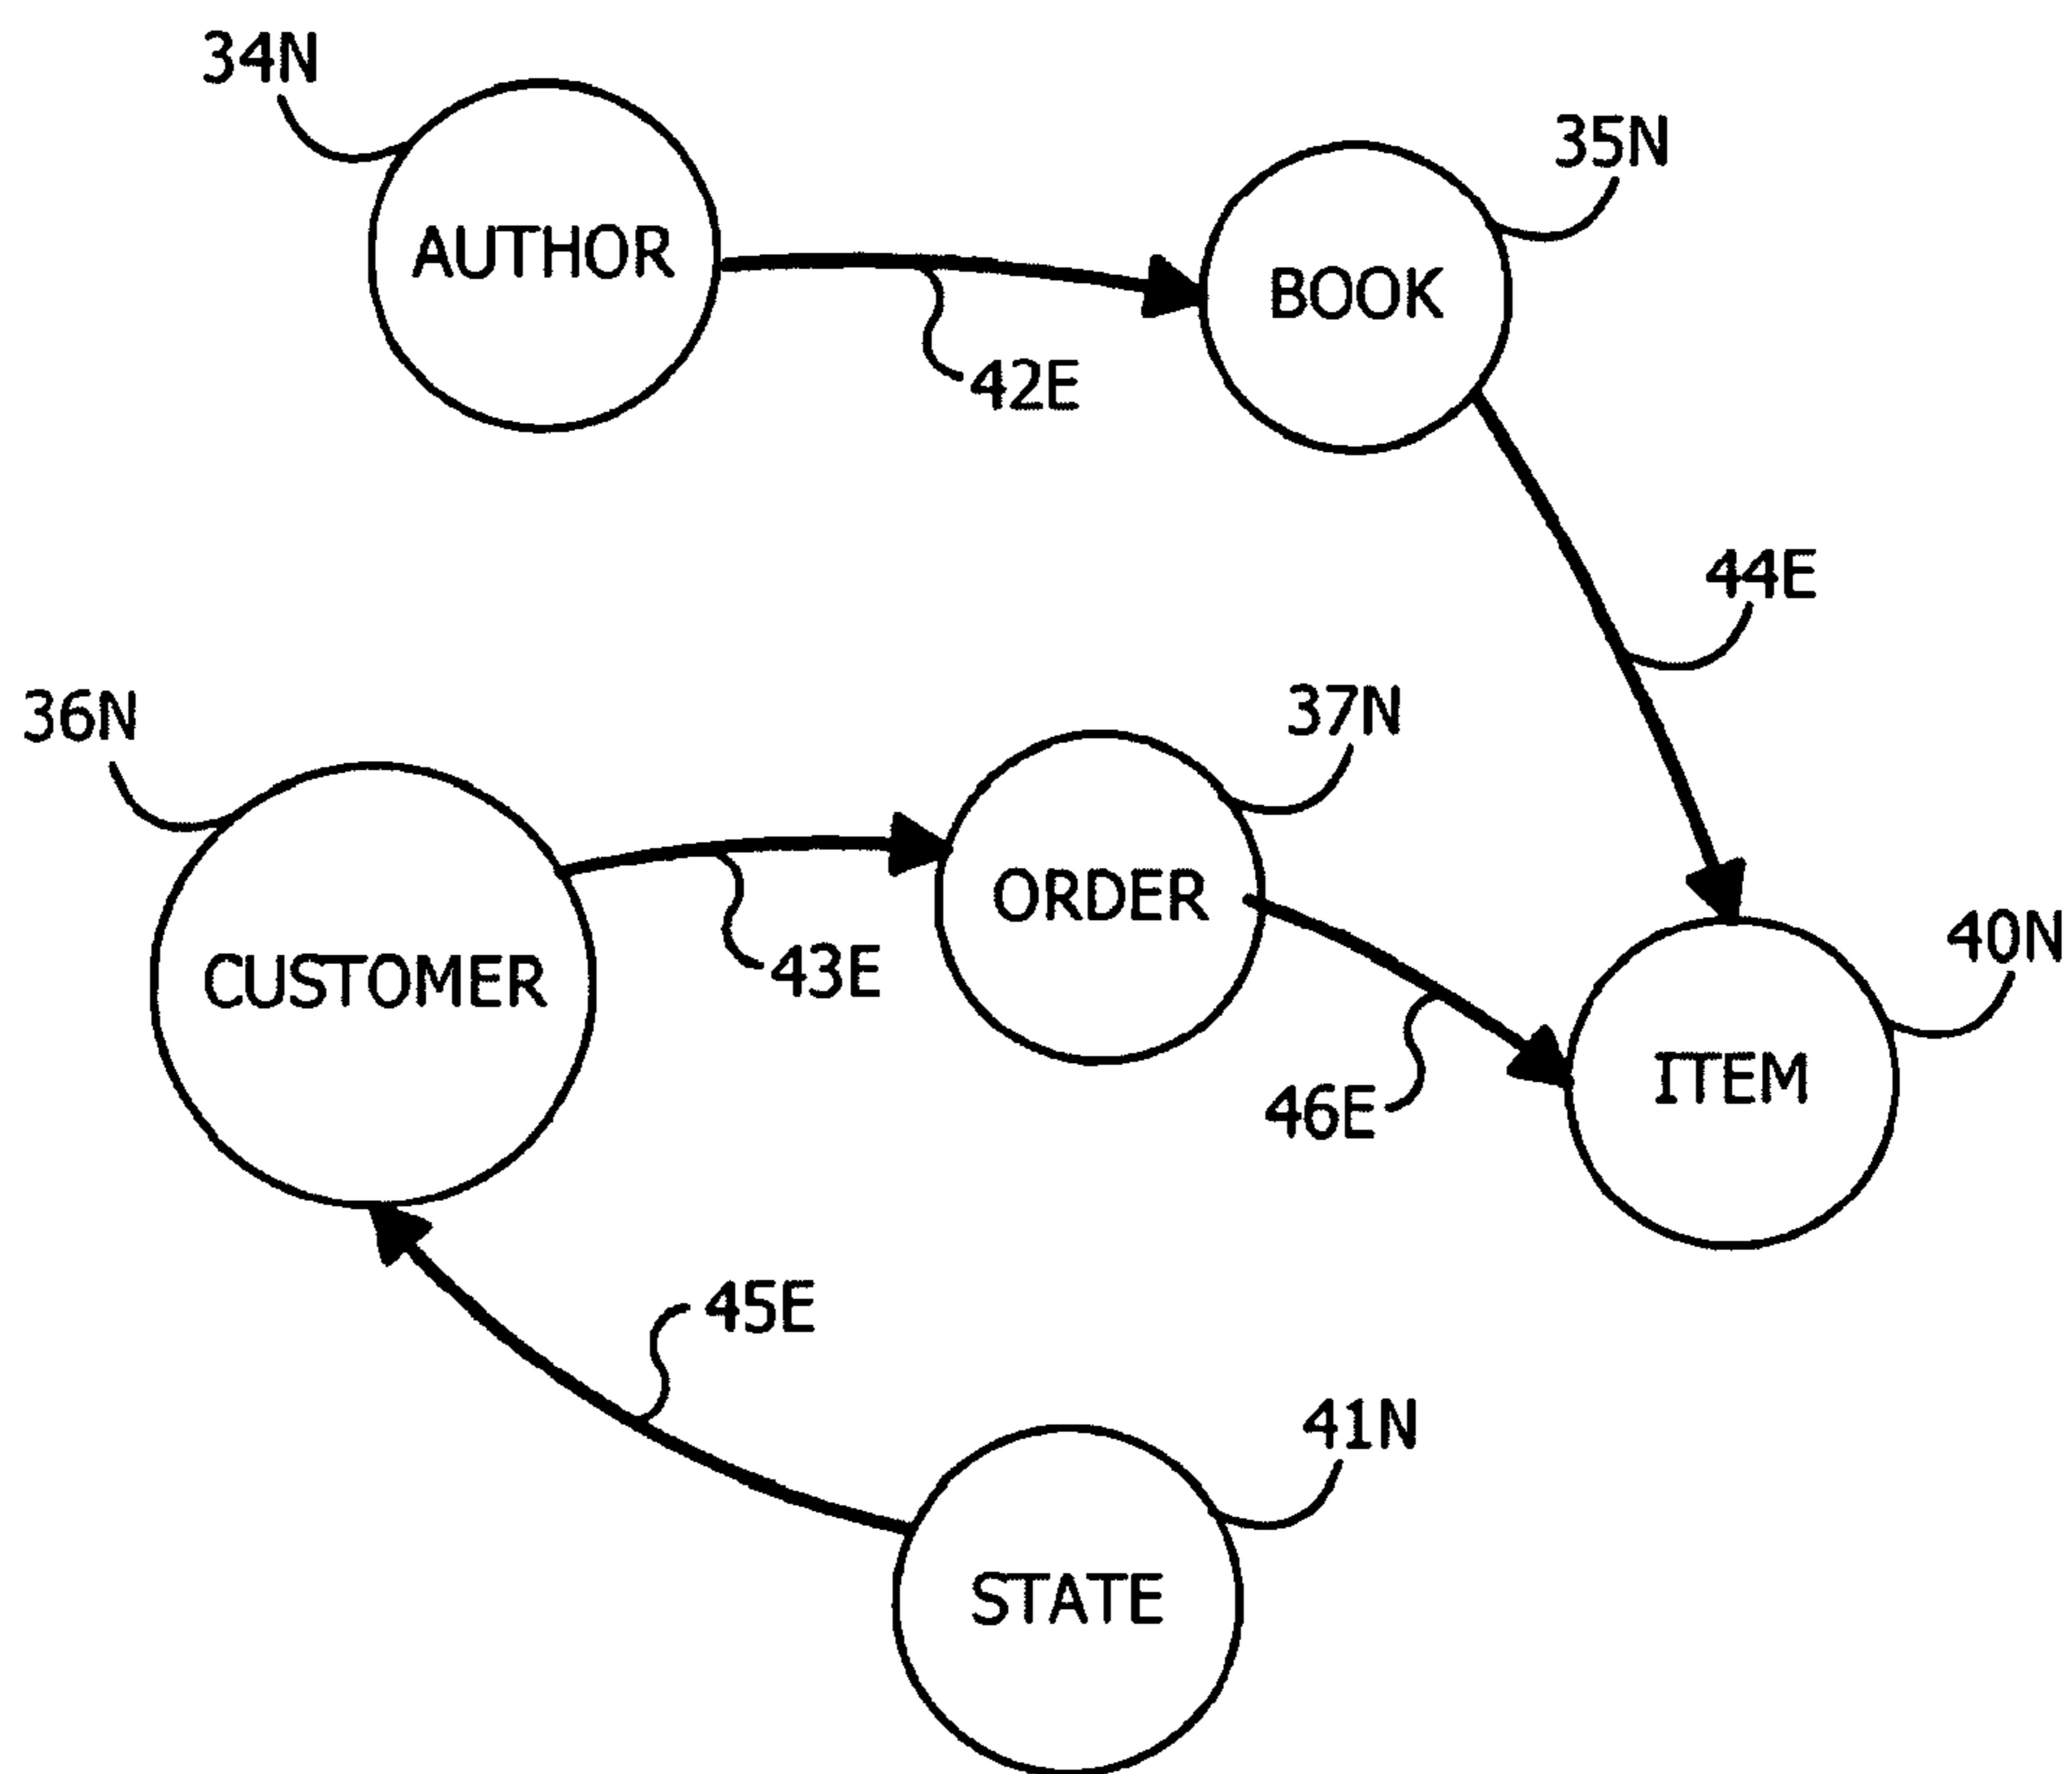 34N
35N
AUTHOR
BOOK
42E
44E
36N
37N
ORDER
40N
CUSTOMER
43E
ITEM
46E
45E
41N
STATE